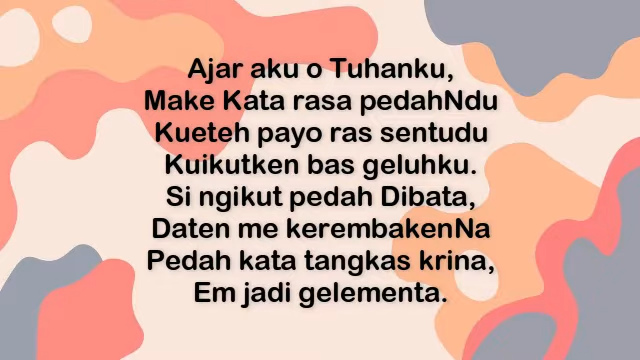 Ajar aku o Tuhanku,
Make Kata rasa pedahNdu
Kueteh payo ras sentudu
Kuikutken bas geluhku.
Si ngikut pedah Dibata,
Daten me kerembakenNa
Pedah kata tangkas krina,
Em jadi gelementa.